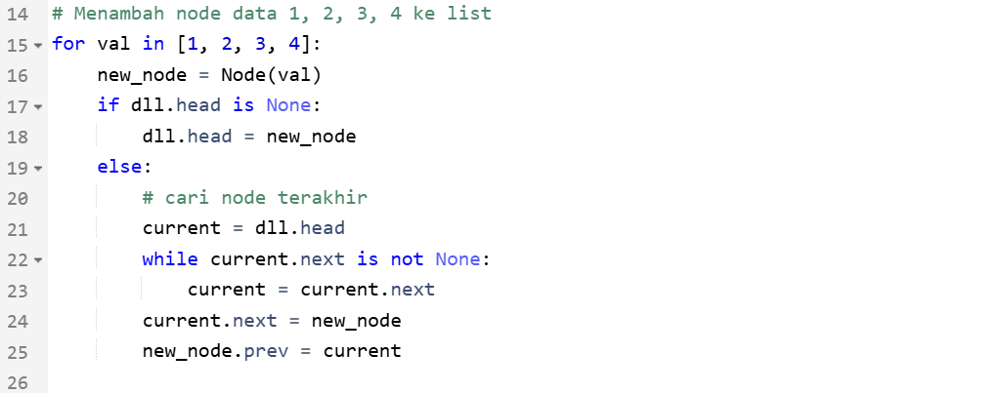 14 # Menambah node data 1, 2, 3, 4 ke list
15 for val in [1, 2, 3, 4]:
16     new_node = Node(val)
17     if dll.head is None:
18         dll.head = new_node
19     else:
20         # cari node terakhir
21         current = dll.head
22         while current.next is not None:
23             current = current.next
24         current.next = new_node
25         new_node.prev = current
26